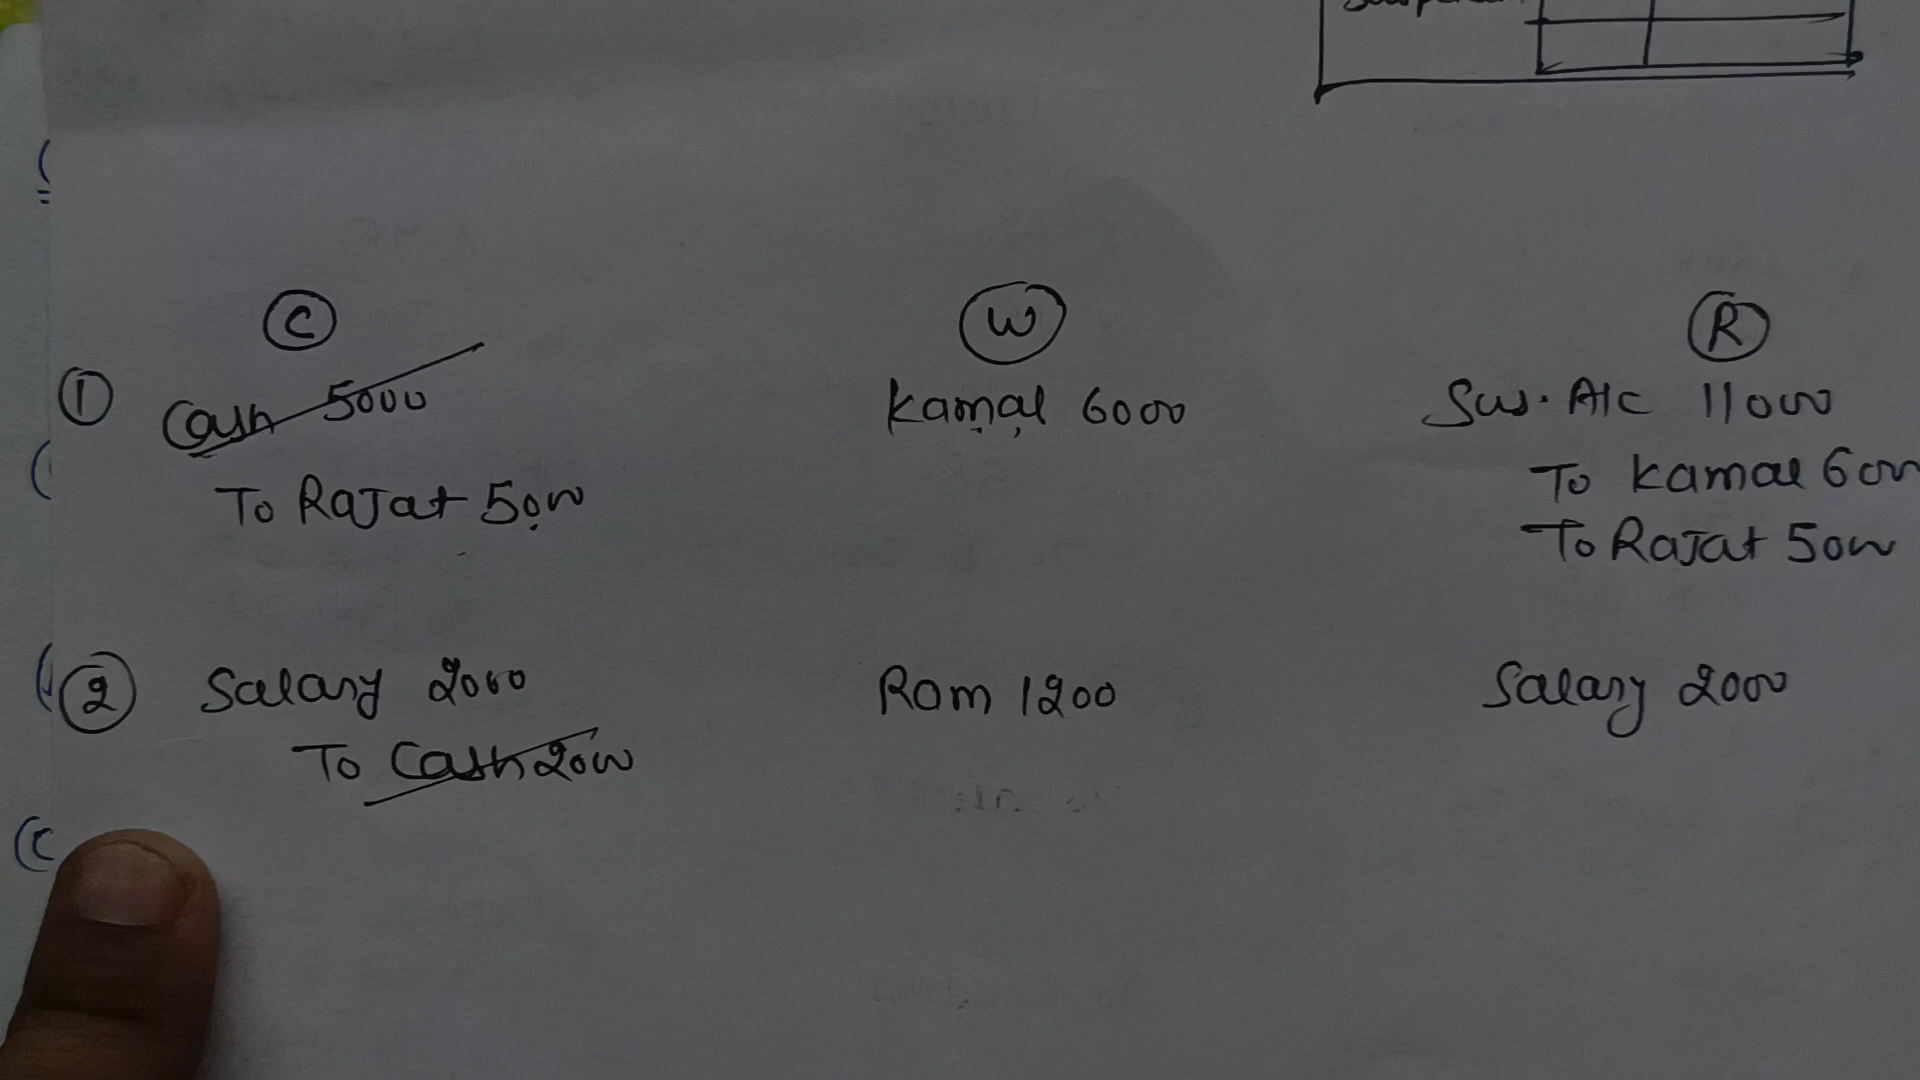 C W R
① Cash 5000 Kamal 6000 Sus. A/c 11000
To Rajat 5000 To Kamal 6000
To Rajat 5000
② Salary 2000 Ram 1200 Salary 2000
To Cash 2000